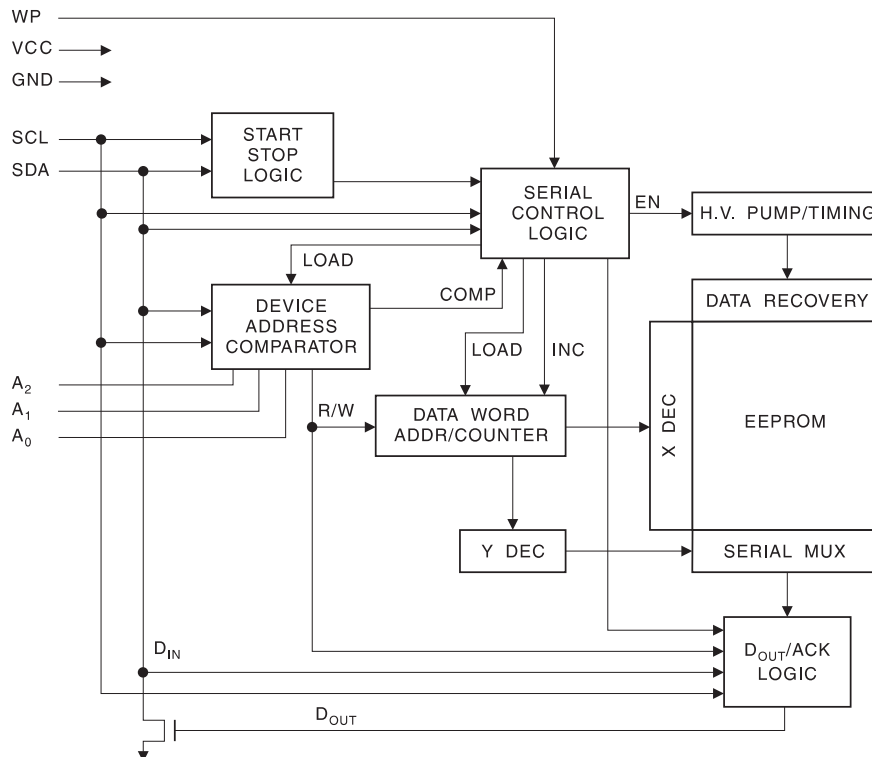 WP
VCC
GND
SCL
SDA
START
STOP
LOGIC
SERIAL
CONTROL
LOGIC
EN
H.V. PUMP/TIMING
LOAD
COMP
DATA RECOVERY
DEVICE
ADDRESS
COMPARATOR
LOAD
INC
A2
A1
A0
R/W
DATA WORD
ADDR/COUNTER
X DEC
EEPROM
Y DEC
SERIAL MUX
DIN
DOUT/ACK
LOGIC
DOUT